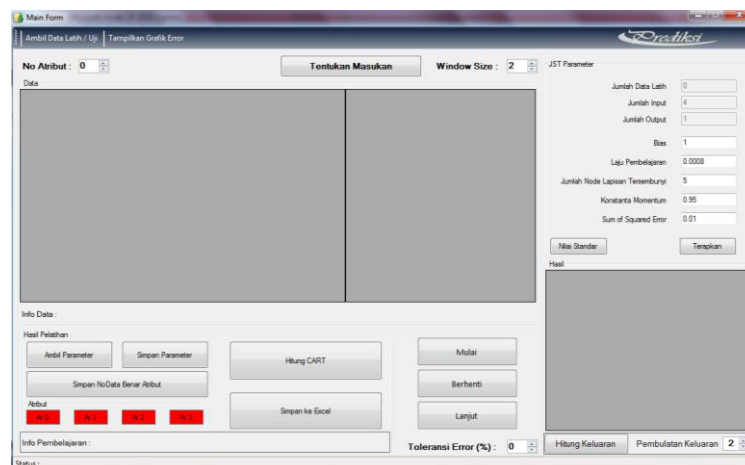 Main Form
Ambil Data Latih / Uji
Tampilkan Grafik Error
Prediksi
No Atribut : 0
Tentukan Masukan
Window Size : 2
Data
JST Parameter
Jumlah Data Latih 0
Jumlah Input 4
Jumlah Output 1
Bias 1
Laju Pembelajaran 0.0008
Jumlah Node Lapisan Tersembunyi 5
Konstanta Momentum 0.95
Sum of Squared Error 0.01
Nilai Standar
Terapkan
Hasil
Info Data :
Hasil Pelatihan
Ambil Parameter
Simpan Parameter
Hitung CART
Mulai
Simpan NoData Benar Atribut
Berhenti
Atribut
Simpan ke Excel
Lanjut
Info Pembelajaran :
Toleransi Error (%) : 0
Hitung Keluaran
Pembulatan Keluaran 2
Status :